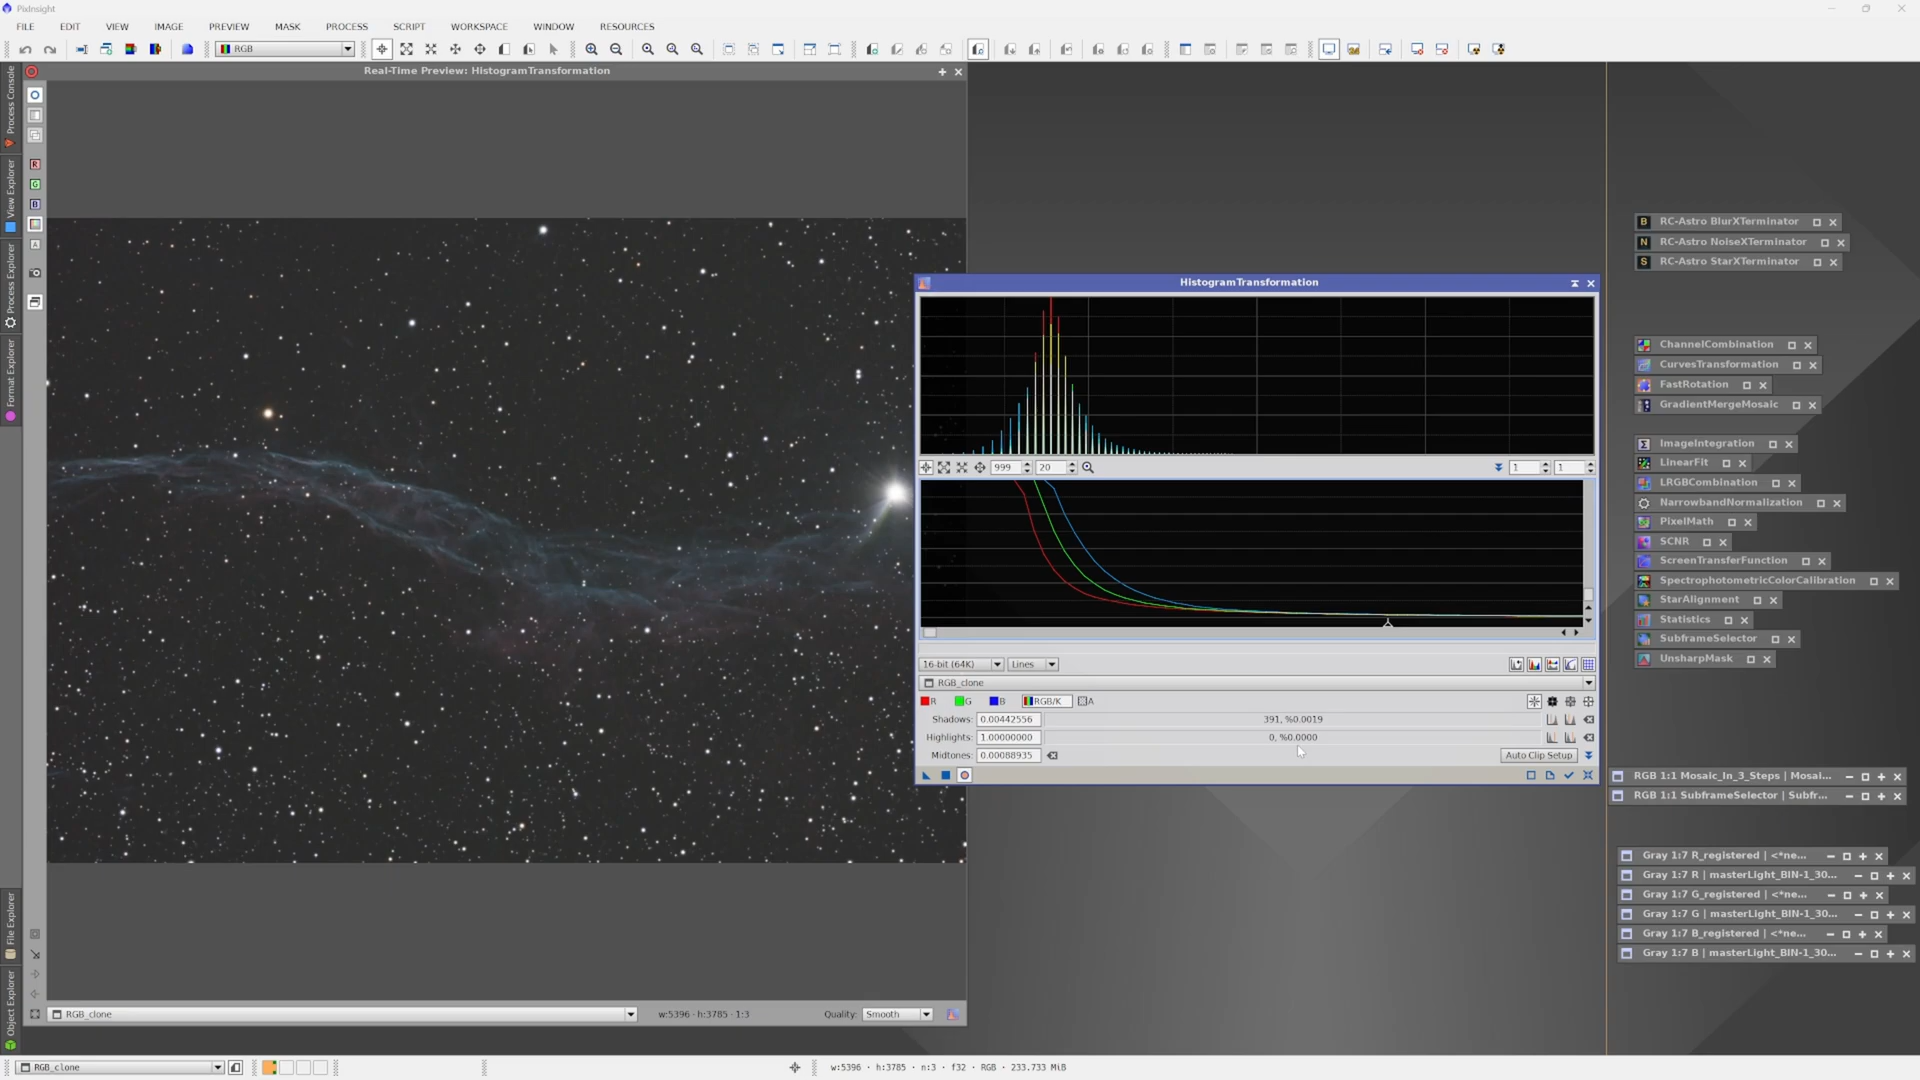 PixInsight
FILE EDIT VIEW IMAGE PREVIEW MASK PROCESS SCRIPT WORKSPACE WINDOW RESOURCES
RGB
Real-Time Preview: HistogramTransformation
Process Console
View Explorer
Process Explorer
Format Explorer
File Explorer
Object Explorer
R
G
B
A
HistogramTransformation
999 20 1 1
16-bit (64K) Lines
RGB_clone
R G B RGB/K A
Shadows: 0.00442556 391, %0.0019
Highlights: 1.00000000 0, %0.0000
Midtones: 0.00088935 Auto Clip Setup
B RC-Astro BlurXTerminator
N RC-Astro NoiseXTerminator
S RC-Astro StarXTerminator
ChannelCombination
CurvesTransformation
FastRotation
GradientMergeMosaic
ImageIntegration
LinearFit
LRGBCombination
NarrowbandNormalization
PixelMath
SCNR
ScreenTransferFunction
SpectrophotometricColorCalibration
StarAlignment
Statistics
SubframeSelector
UnsharpMask
RGB 1:1 Mosaic_In_3_Steps | Mosai...
RGB 1:1 SubframeSelector | Subfr...
Gray 1:7 R_registered | <*ne...
Gray 1:7 R | masterLight_BIN-1_30...
Gray 1:7 G_registered | <*ne...
Gray 1:7 G | masterLight_BIN-1_30...
Gray 1:7 B_registered | <*ne...
Gray 1:7 B | masterLight_BIN-1_30...
RGB_clone w:5396 · h:3785 · 1:3 Quality: Smooth
RGB_clone w:5396 · h:3785 · n:3 · f32 · RGB · 233.733 MiB